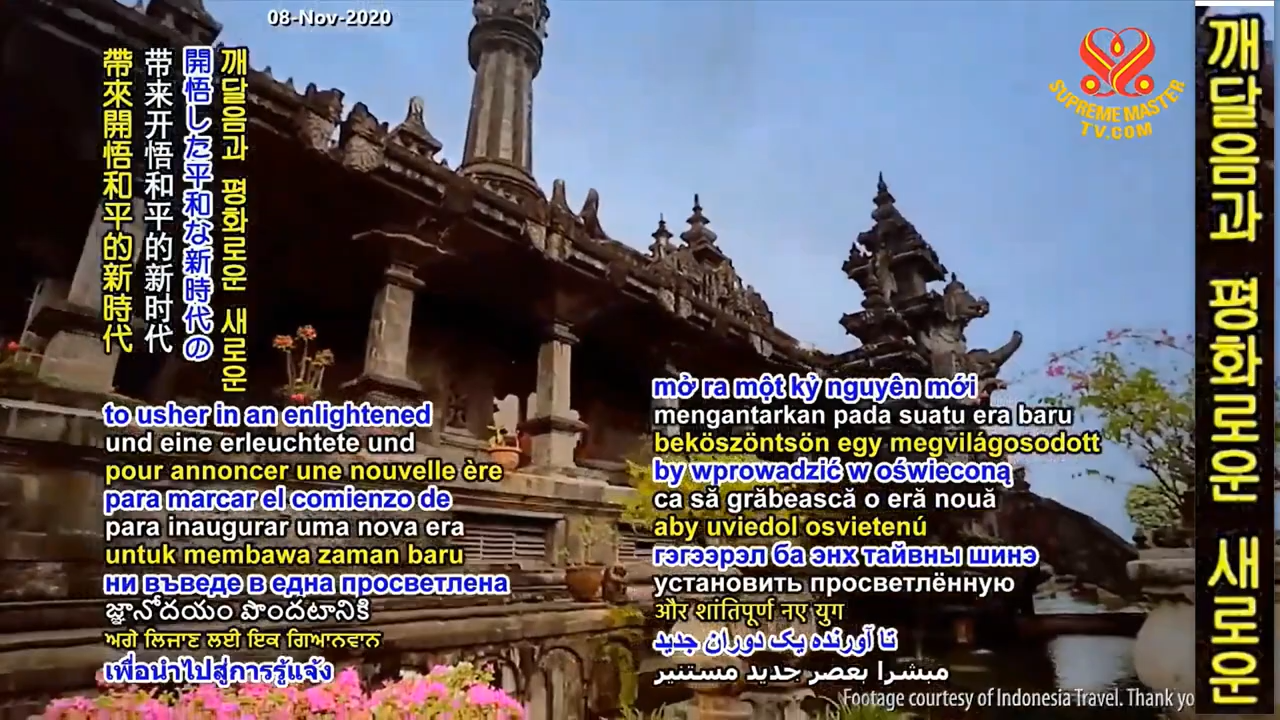 08-Nov-2020
SUPREME MASTER
TV.COM
깨달음과 평화로운 새로운
開悟した平和な新時代の
带来开悟和平的新时代
帶來開悟和平的新時代
to usher in an enlightened
und eine erleuchtete und
pour annoncer une nouvelle ère
para marcar el comienzo de
para inaugurar uma nova era
untuk membawa zaman baru
ни въведе в една просветлена
జ్ఞానోదయం పొందటానికి
ਅਗੇ ਲਿਜਾਣ ਲਈ ਇਕ ਗਿਆਨਵਾਨ
เพื่อนำไปสู่การรู้แจ้ง
mở ra một kỷ nguyên mới
mengantarkan pada suatu era baru
beköszöntsön egy megvilágosodott
by wprowadzić w oświeconą
ca să grăbească o eră nouă
aby uviedol osvietenú
гэгээрэл ба энх тайвны шинэ
установить просветлённую
और शांतिपूर्ण नए युग
تا آورنده یک دوران جدید
مبشرا بعصر جديد مستنير
Footage courtesy of Indonesia Travel. Thank yo
깨달음과 평화로운 새로운